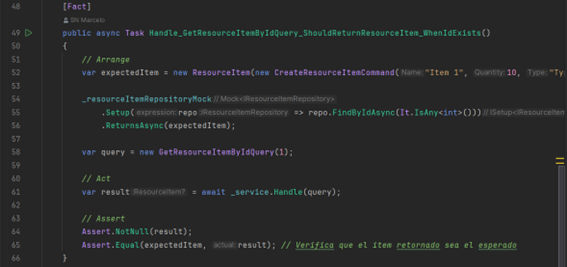 48 [Fact]
SN Marcelo
49 public async Task Handle_GetResourceItemByIdQuery_ShouldReturnResourceItem_WhenIdExists()
50 {
51 // Arrange
52 var expectedItem = new ResourceItem(new CreateResourceItemCommand( Name: "Item 1", Quantity: 10, Type: "Ty
53
54 _resourceItemRepositoryMock // Mock<IResourceItemRepository>
55 .Setup( expression: repo :IResourceItemRepository => repo.FindByIdAsync(It.IsAny<int>())) // ISetup<IResourceItem
56 .ReturnsAsync(expectedItem);
57
58 var query = new GetResourceItemByIdQuery(1);
59
60 // Act
61 var result :ResourceItem? = await _service.Handle(query);
62
63 // Assert
64 Assert.NotNull(result);
65 Assert.Equal(expectedItem, actual: result); // Verifica que el ítem retornado sea el esperado
66 }